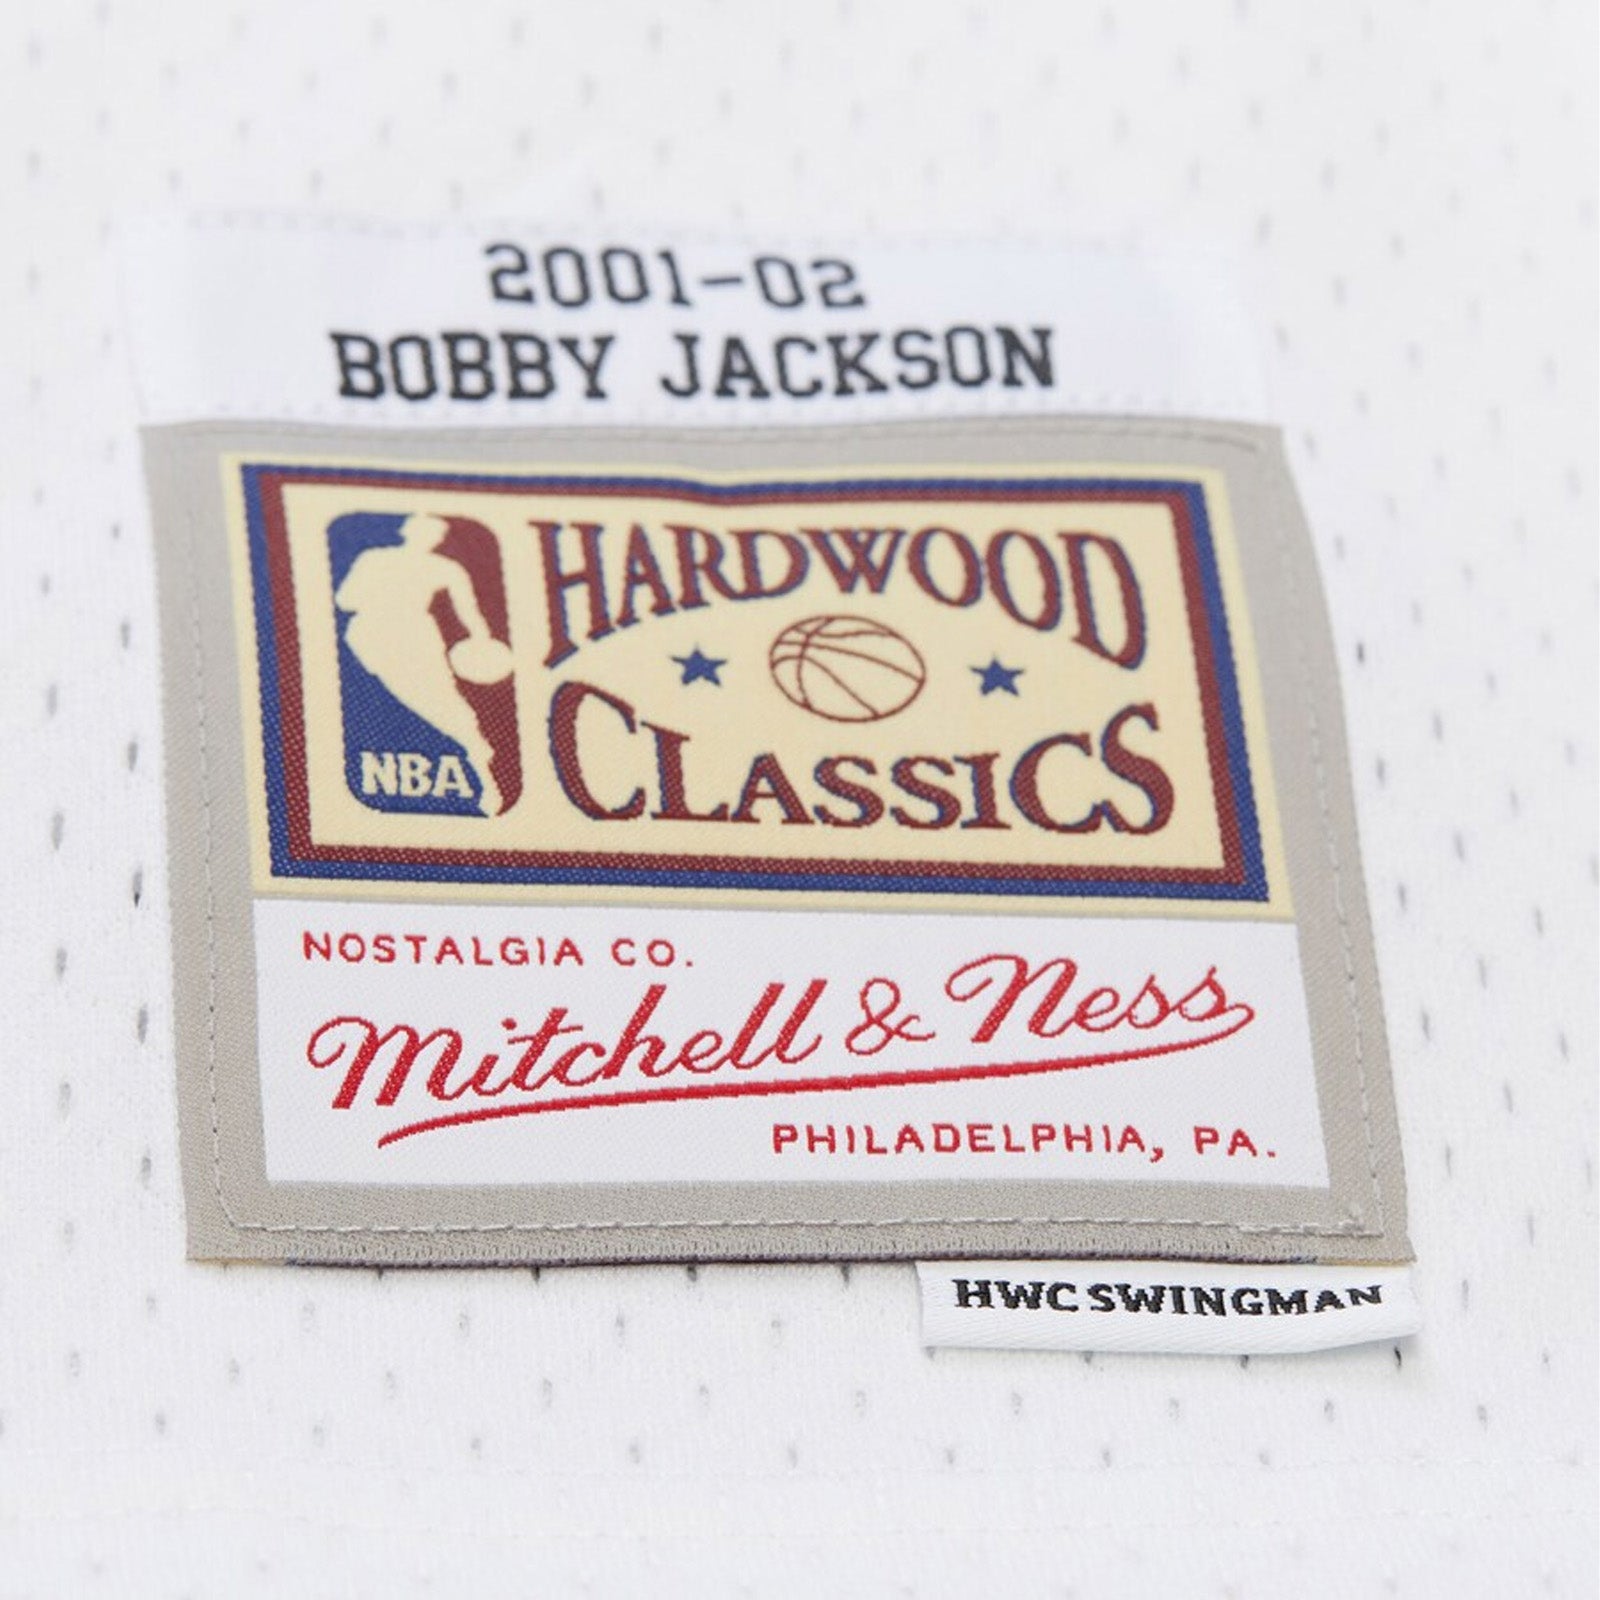 2001-02
BOBBY JACKSON
HARDWOOD
CLASSICS
NBA
NOSTALGIA CO.
Mitchell & Ness
PHILADELPHIA, PA.
HWC SWINGMAN